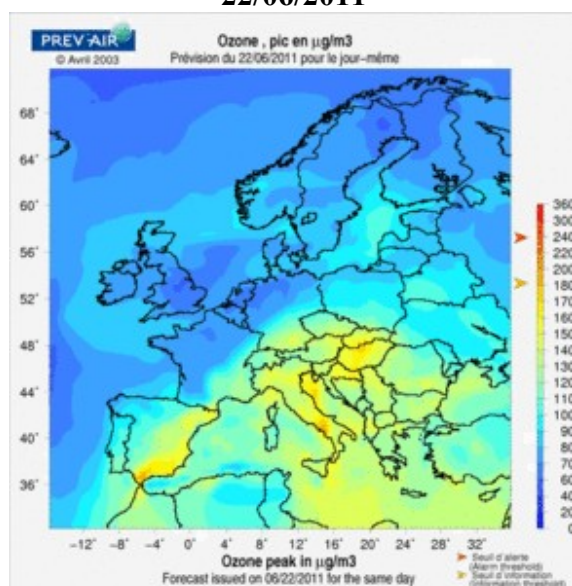 22/06/2011
PREV'AIR
© Avril 2003
Ozone , pic en µg/m3
Prévision du 22/06/2011 pour le jour-même
68°
64°
60°
56°
52°
48°
44°
40°
36°
-12° -8° -4° 0° 4° 8° 12° 16° 20° 24° 28° 32°
360
240
220
200
190
180
170
160
150
140
130
120
110
100
90
80
70
60
50
40
20
0
Seuil d'alerte
(Alarm threshold)
Seuil d'information
(Information threshold)
Ozone peak in µg/m3
Forecast issued on 06/22/2011 for the same day